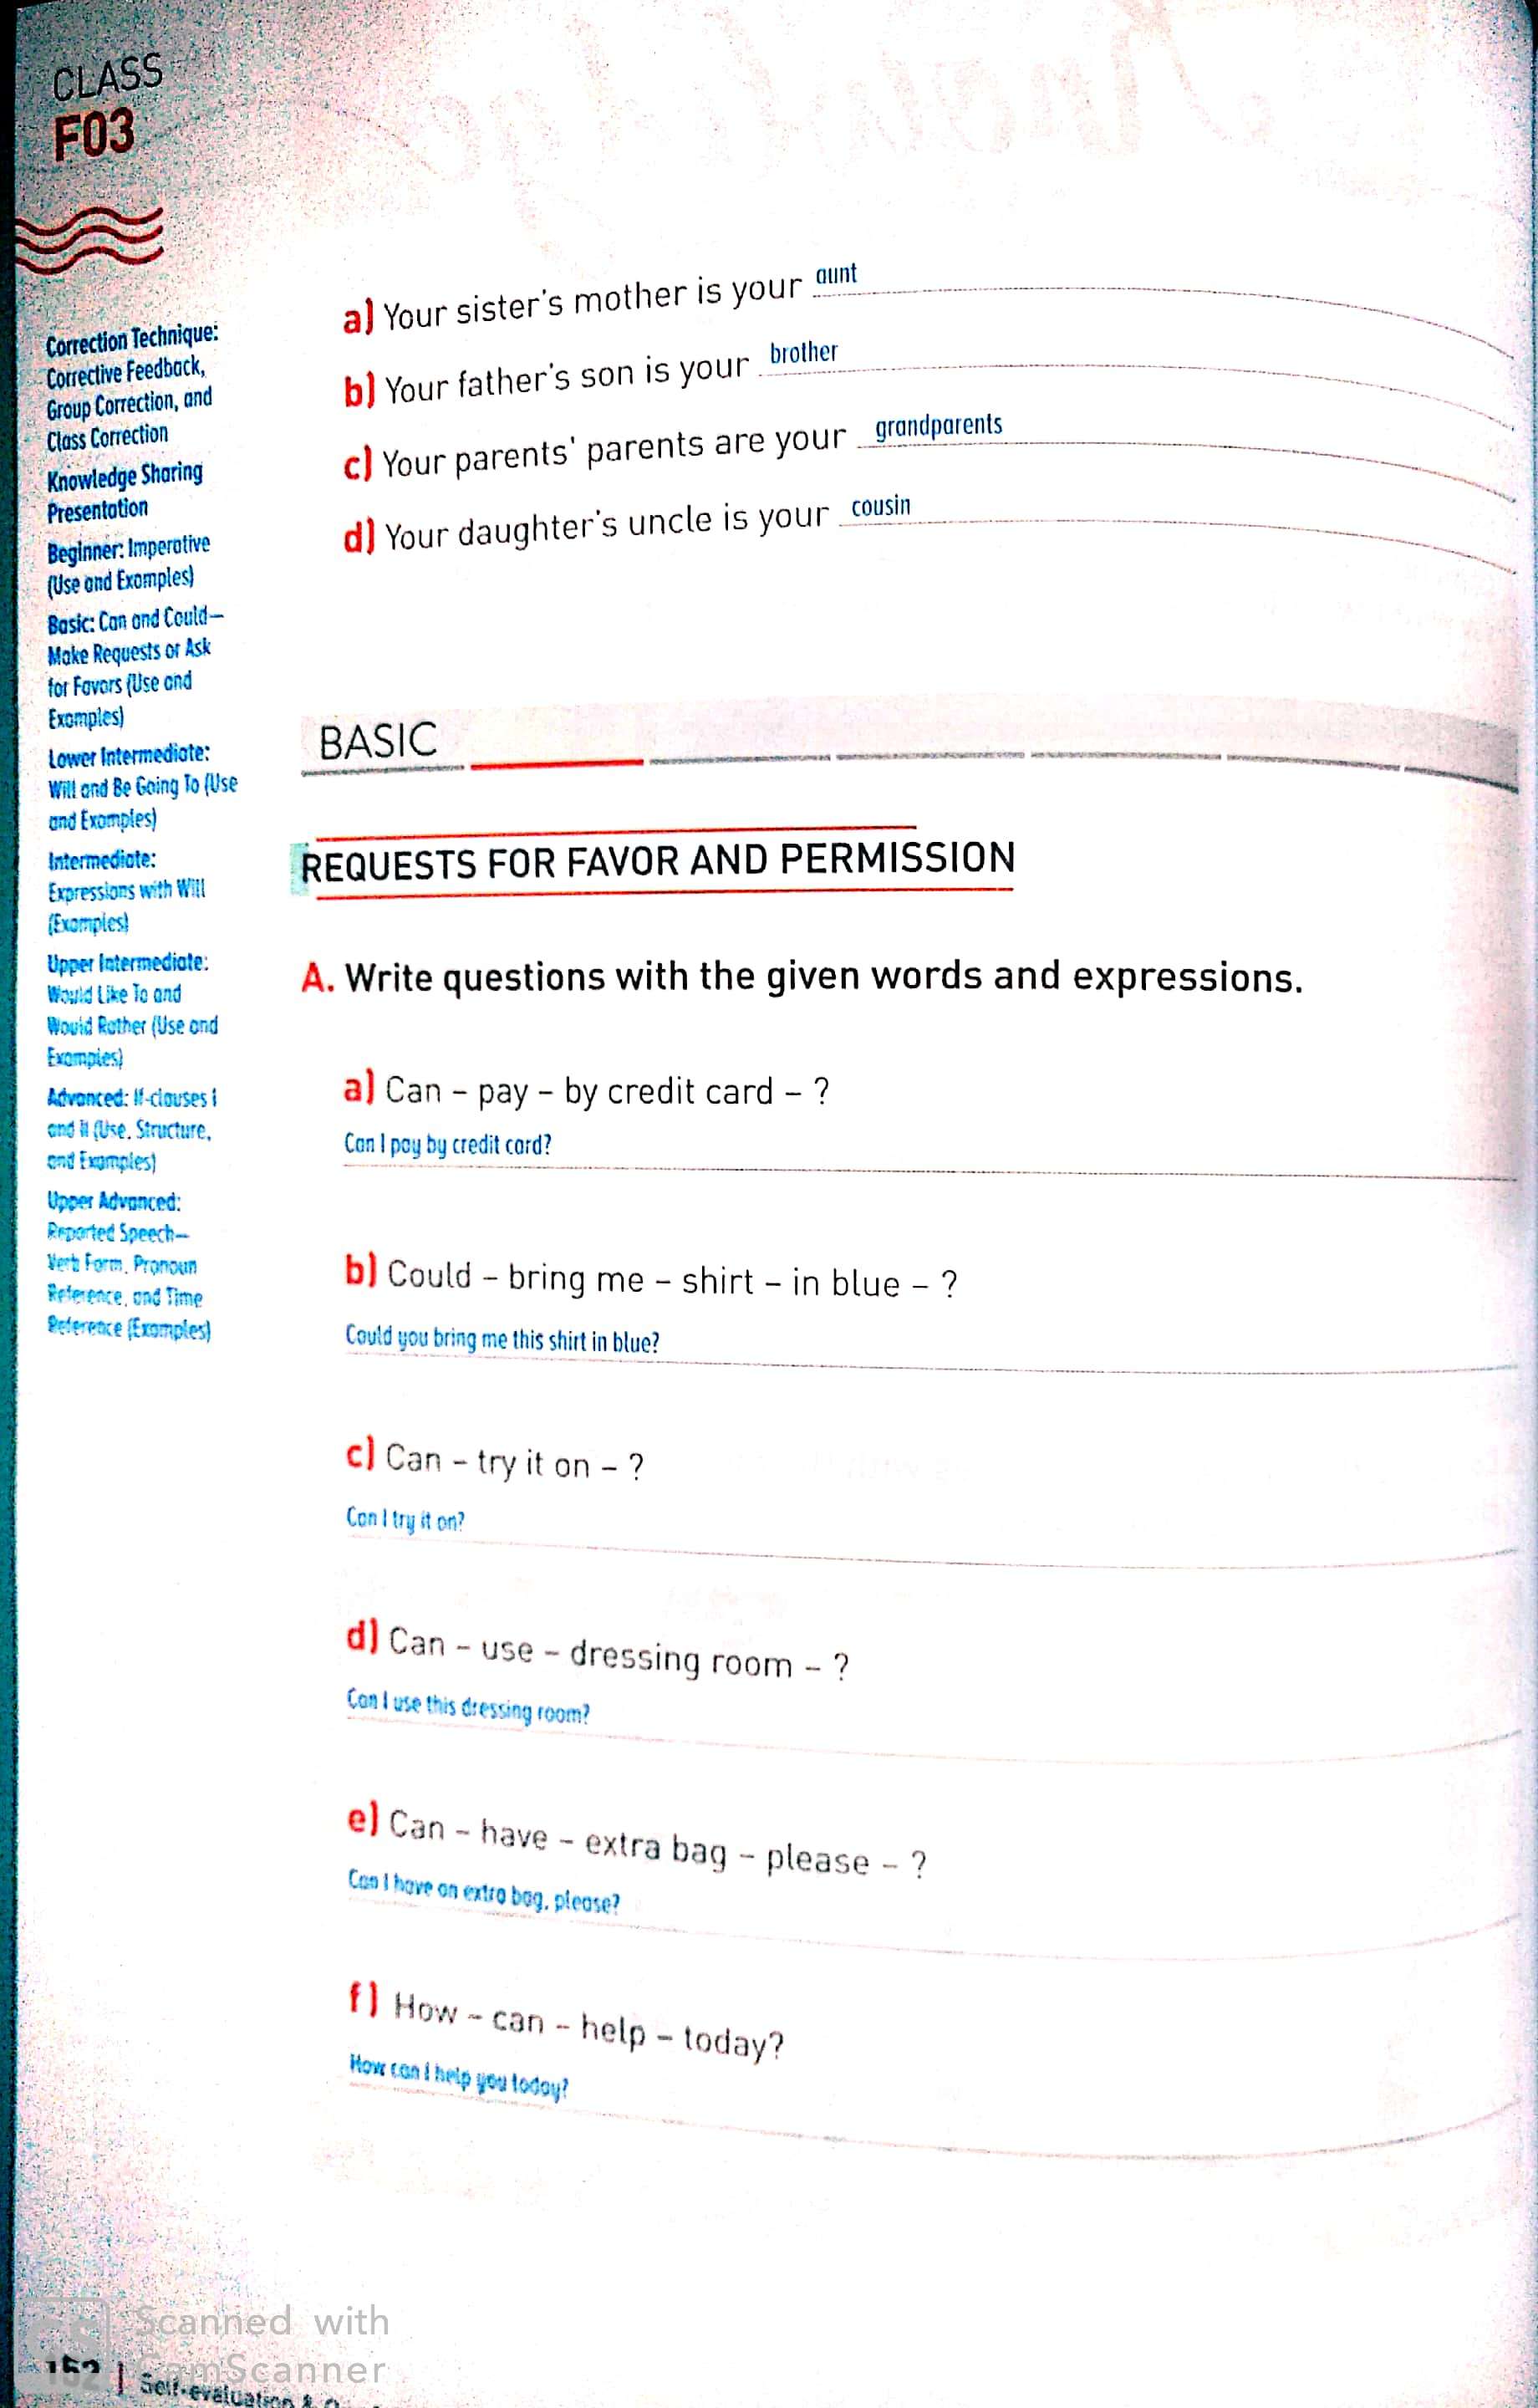 CLASS
F03
Correction Technique:
Corrective Feedback,
Group Correction, and
Class Correction
Knowledge Sharing
Presentation
Beginner: Imperative
(Use and Examples)
Basic: Can and Could—
Make Requests or Ask
for Favors (Use and
Examples)
Lower Intermediate:
Will and Be Going To (Use
and Examples)
Intermediate:
Expressions with Will
(Examples)
Upper Intermediate:
Would Like To and
Would Rather (Use and
Examples)
Advanced: If-clauses I
and II (Use, Structure,
and Examples)
Upper Advanced:
Reported Speech—
Verb Form, Pronoun
Reference, and Time
Reference (Examples)
a) Your sister's mother is your aunt
b) Your father's son is your brother
c) Your parents' parents are your grandparents
d) Your daughter's uncle is your cousin
BASIC
REQUESTS FOR FAVOR AND PERMISSION
A. Write questions with the given words and expressions.
a) Can – pay – by credit card – ?
Can I pay by credit card?
b) Could – bring me – shirt – in blue – ?
Could you bring me this shirt in blue?
c) Can – try it on – ?
Can I try it on?
d) Can – use – dressing room – ?
Can I use this dressing room?
e) Can – have – extra bag – please – ?
Can I have an extra bag, please?
f) How – can – help – today?
How can I help you today?
CS Scanned with
CamScanner
152 | Self-evaluation &